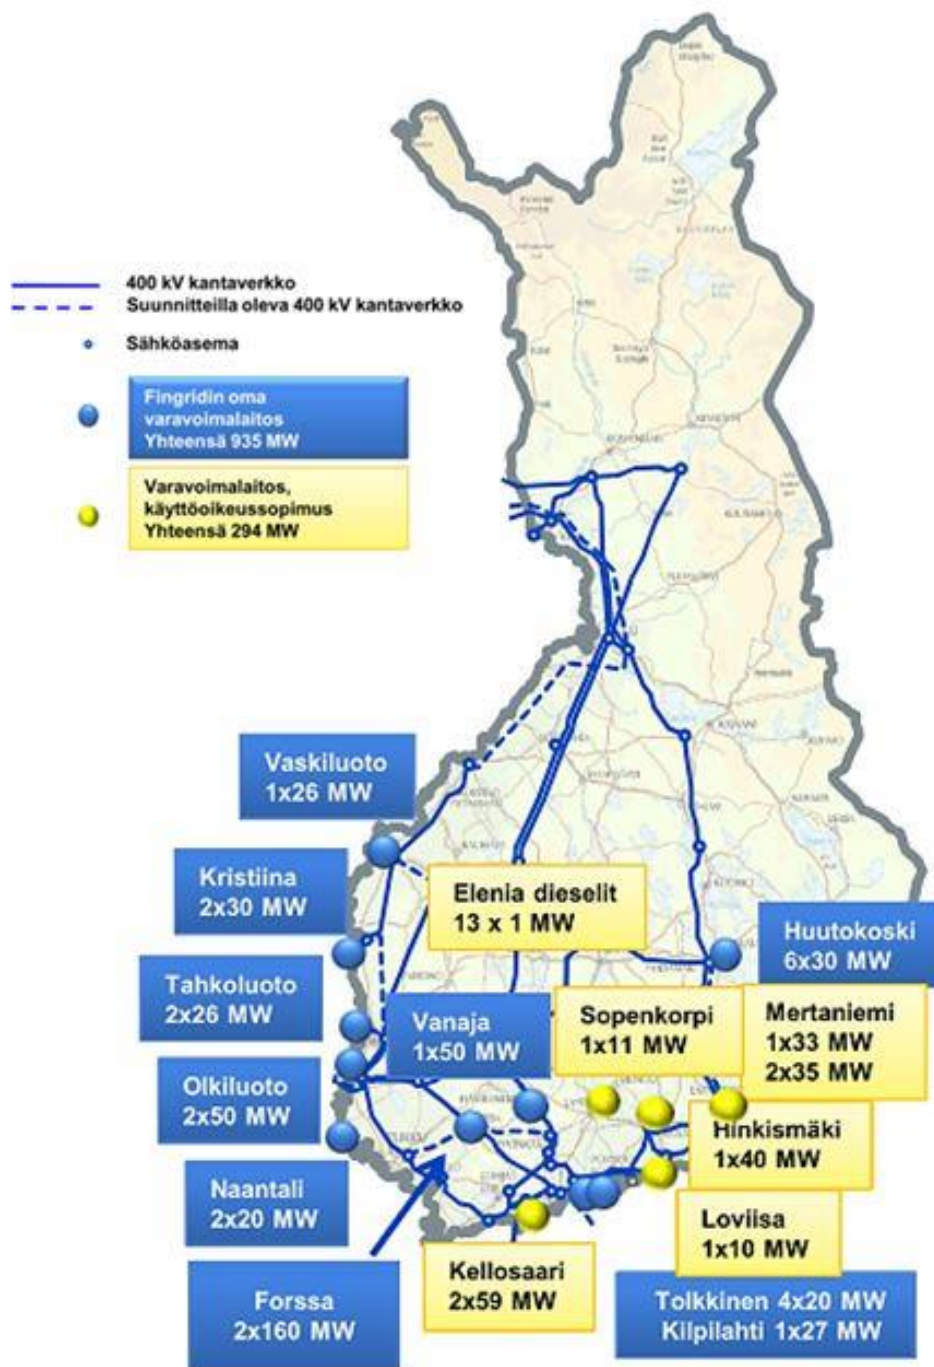 400 kV kantaverkko
Suunnitteilla oleva 400 kV kantaverkko
Sähköasema
Fingridin oma
varavoimalaitos
Yhteensä 935 MW
Varavoimalaitos,
käyttöoikeussopimus
Yhteensä 294 MW
Vaskiluoto
1x26 MW
Kristiina
2x30 MW
Elenia dieselit
13 x 1 MW
Huutokoski
6x30 MW
Tahkoluoto
2x26 MW
Vanaja
1x50 MW
Sopenkorpi
1x11 MW
Mertaniemi
1x33 MW
2x35 MW
Olkiluoto
2x50 MW
Hinkismäki
1x40 MW
Naantali
2x20 MW
Loviisa
1x10 MW
Kellosaari
2x59 MW
Forssa
2x160 MW
Tolkkinen 4x20 MW
Kilpilahti 1x27 MW